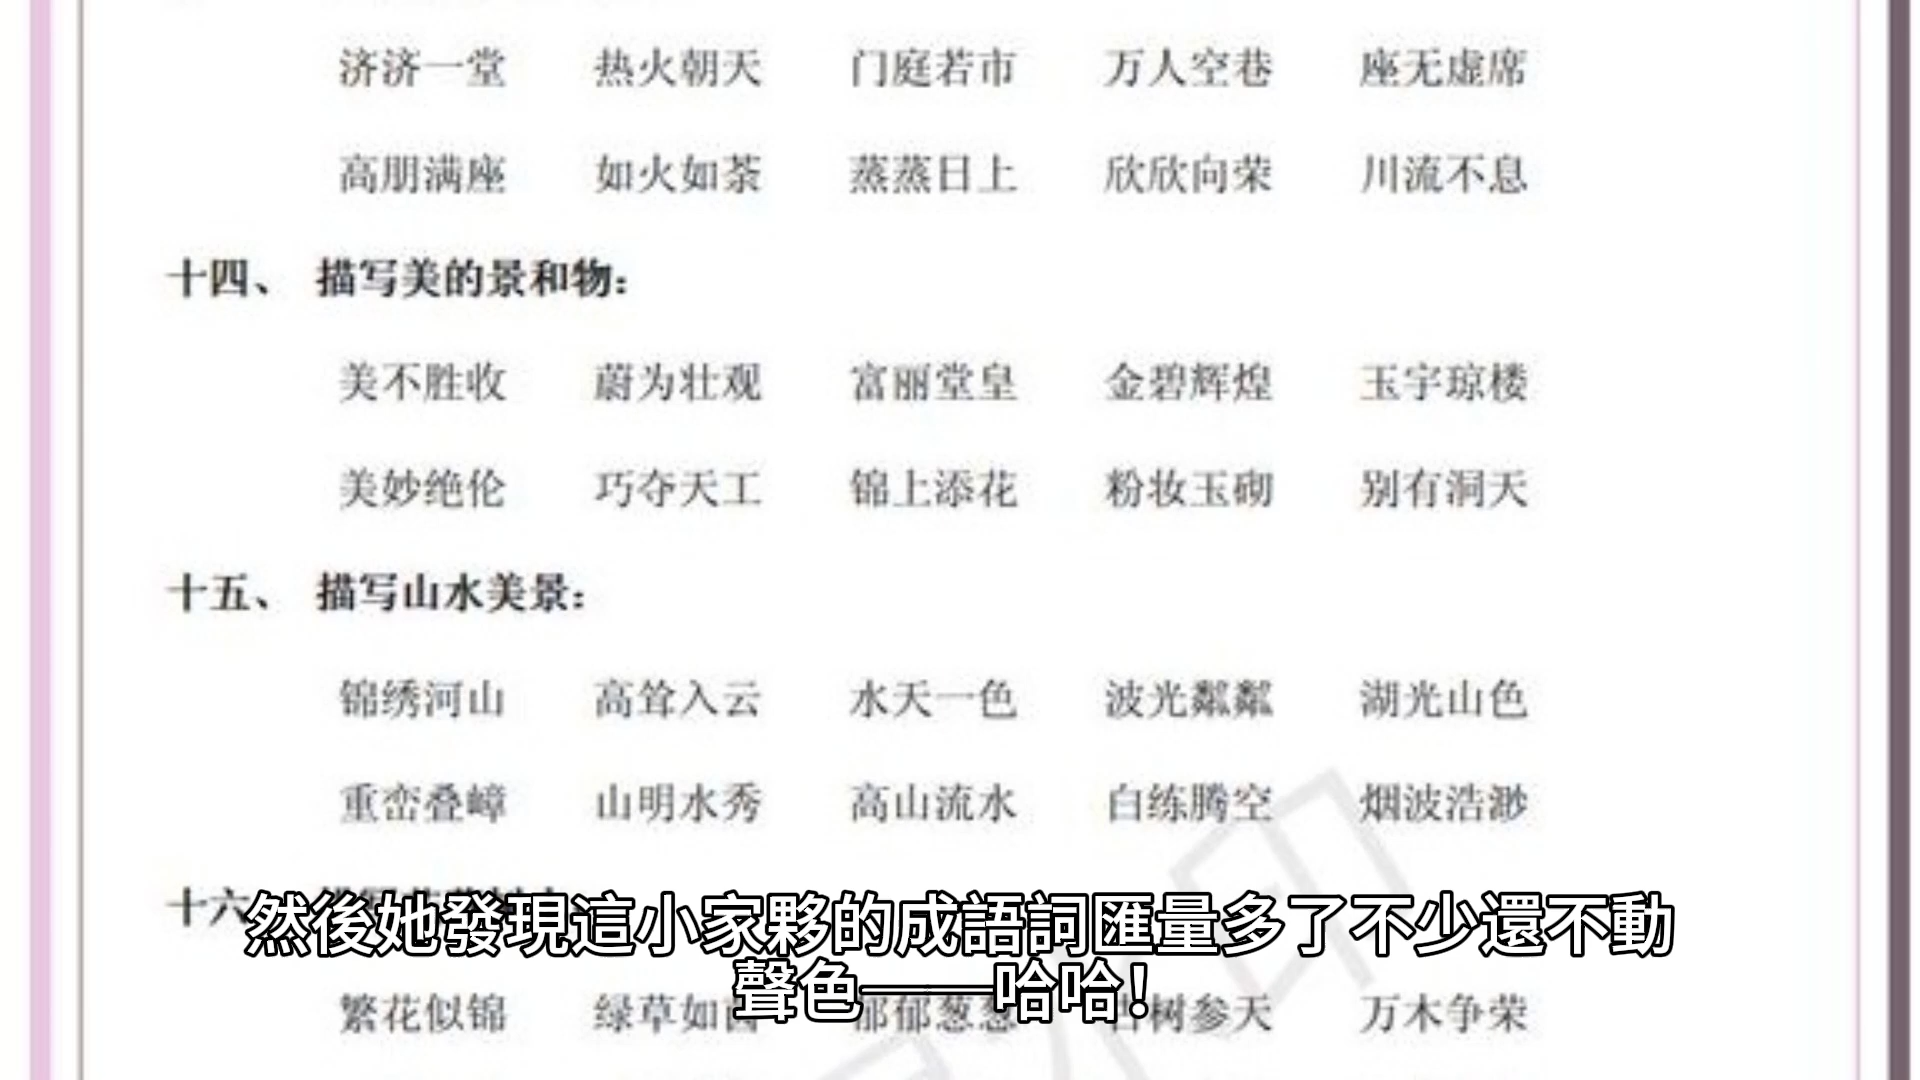 济济一堂 热火朝天 门庭若市 万人空巷 座无虚席
高朋满座 如火如荼 蒸蒸日上 欣欣向荣 川流不息
十四、 描写美的景和物：
美不胜收 蔚为壮观 富丽堂皇 金碧辉煌 玉宇琼楼
美妙绝伦 巧夺天工 锦上添花 粉妆玉砌 别有洞天
十五、 描写山水美景：
锦绣河山 高耸入云 水天一色 波光粼粼 湖光山色
重峦叠嶂 山明水秀 高山流水 白练腾空 烟波浩渺
十六
然後她發現這小家夥的成語詞匯量多了不少還不動
聲色——哈哈！
繁花似锦 绿草如茵 郁郁葱葱 古树参天 万木争荣